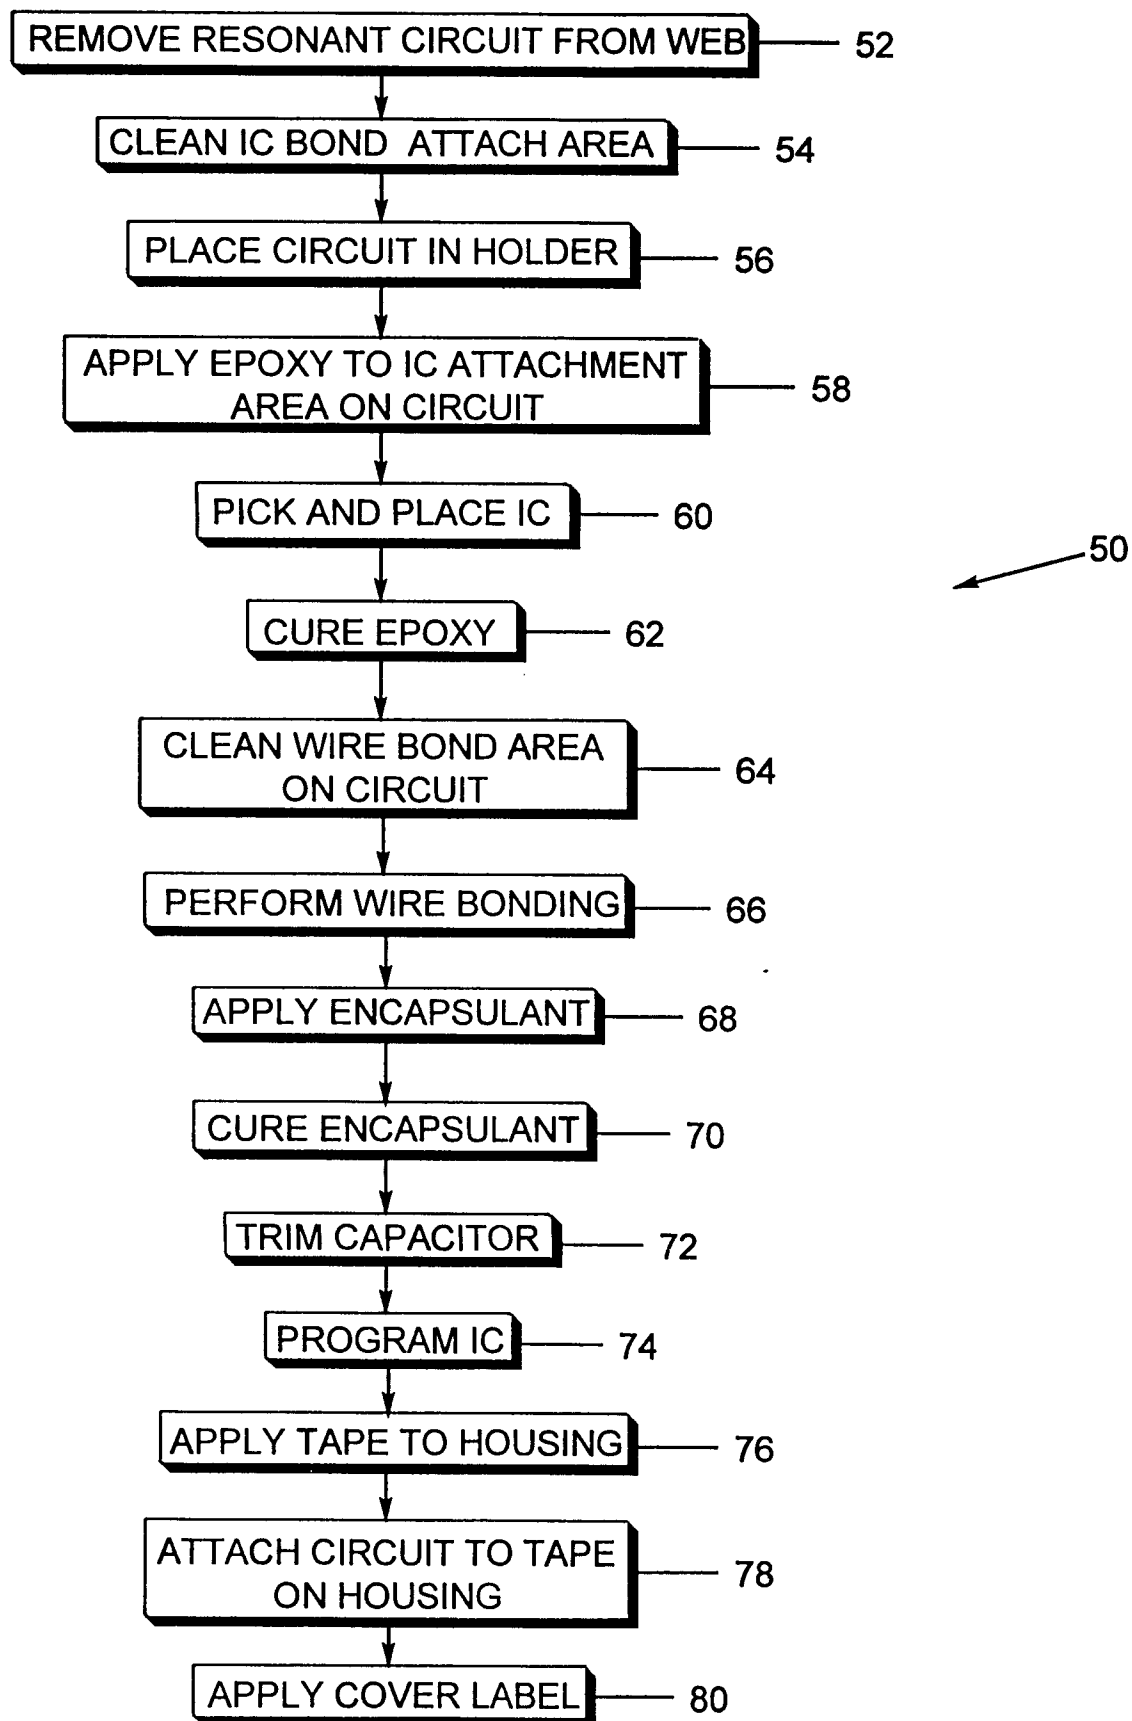 REMOVE RESONANT CIRCUIT FROM WEB 52
CLEAN IC BOND ATTACH AREA 54
PLACE CIRCUIT IN HOLDER 56
APPLY EPOXY TO IC ATTACHMENT
AREA ON CIRCUIT
58
PICK AND PLACE IC 60
50
CURE EPOXY 62
CLEAN WIRE BOND AREA
ON CIRCUIT
64
PERFORM WIRE BONDING 66
APPLY ENCAPSULANT 68
CURE ENCAPSULANT 70
TRIM CAPACITOR 72
PROGRAM IC 74
APPLY TAPE TO HOUSING 76
ATTACH CIRCUIT TO TAPE
ON HOUSING
78
APPLY COVER LABEL 80